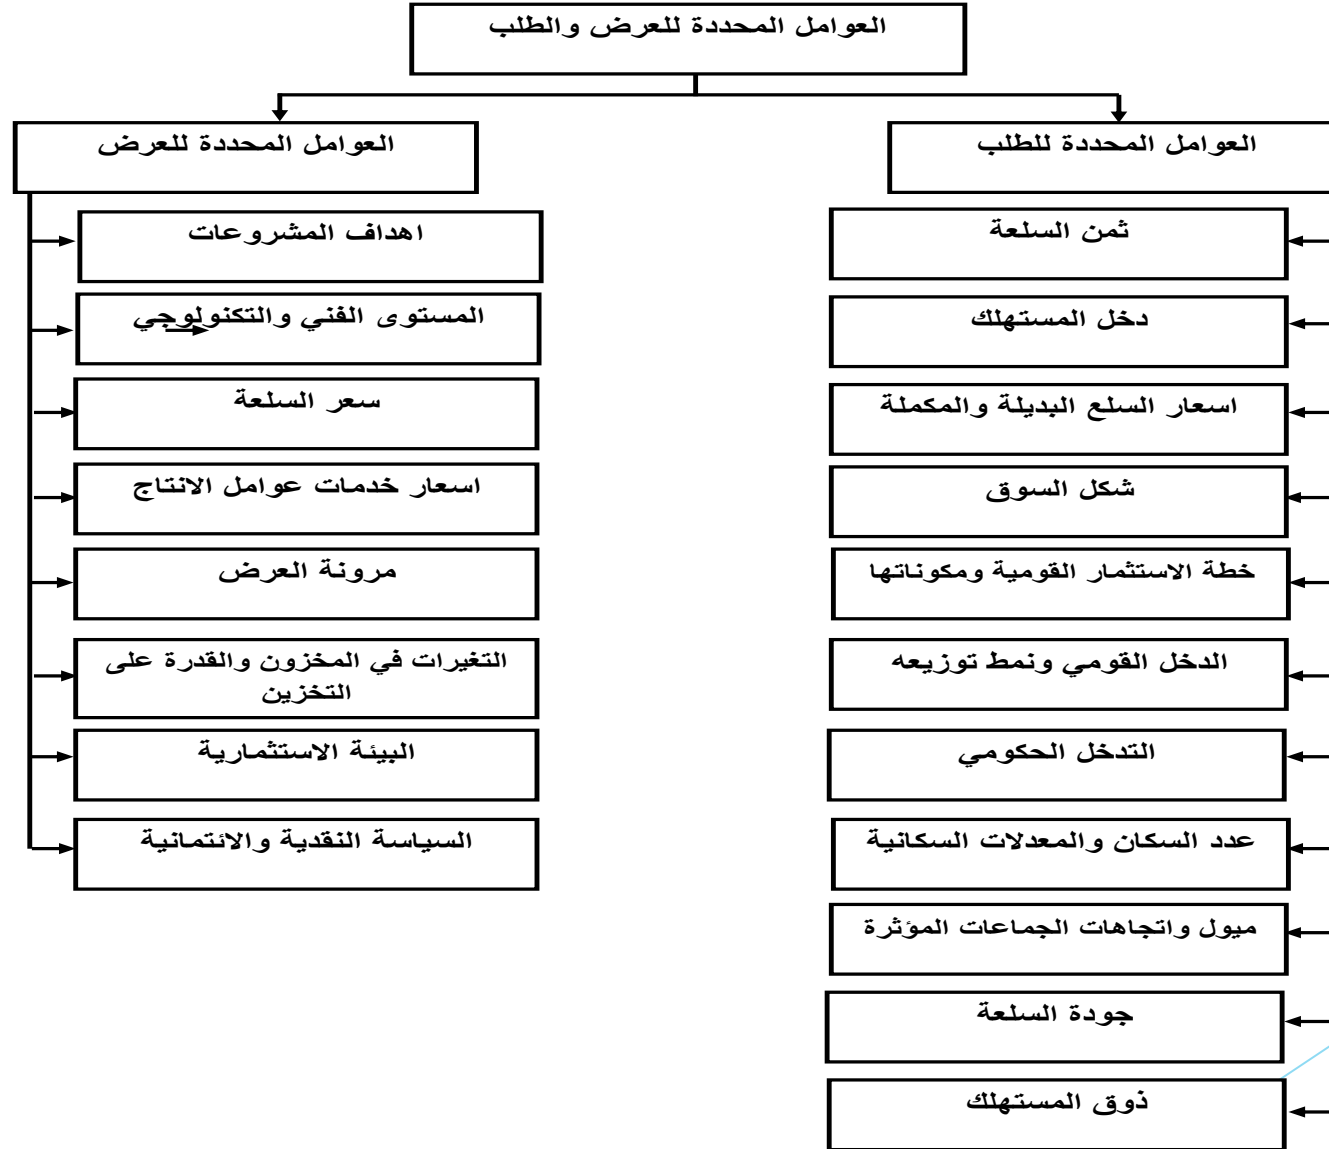 العوامل المحددة للعرض والطلب
العوامل المحددة للطلب
ثمن السلعة
دخل المستهلك
اسعار السلع البديلة والمكملة
شكل السوق
خطة الاستثمار القومية ومكوناتها
الدخل القومي ونمط توزيعه
التدخل الحكومي
عدد السكان والمعدلات السكانية
ميول واتجاهات الجماعات المؤثرة
جودة السلعة
ذوق المستهلك
العوامل المحددة للعرض
اهداف المشروعات
المستوى الفني والتكنولوجي
سعر السلعة
اسعار خدمات عوامل الانتاج
مرونة العرض
التغيرات في المخزون والقدرة على
التخزين
البيئة الاستثمارية
السياسة النقدية والائتمانية